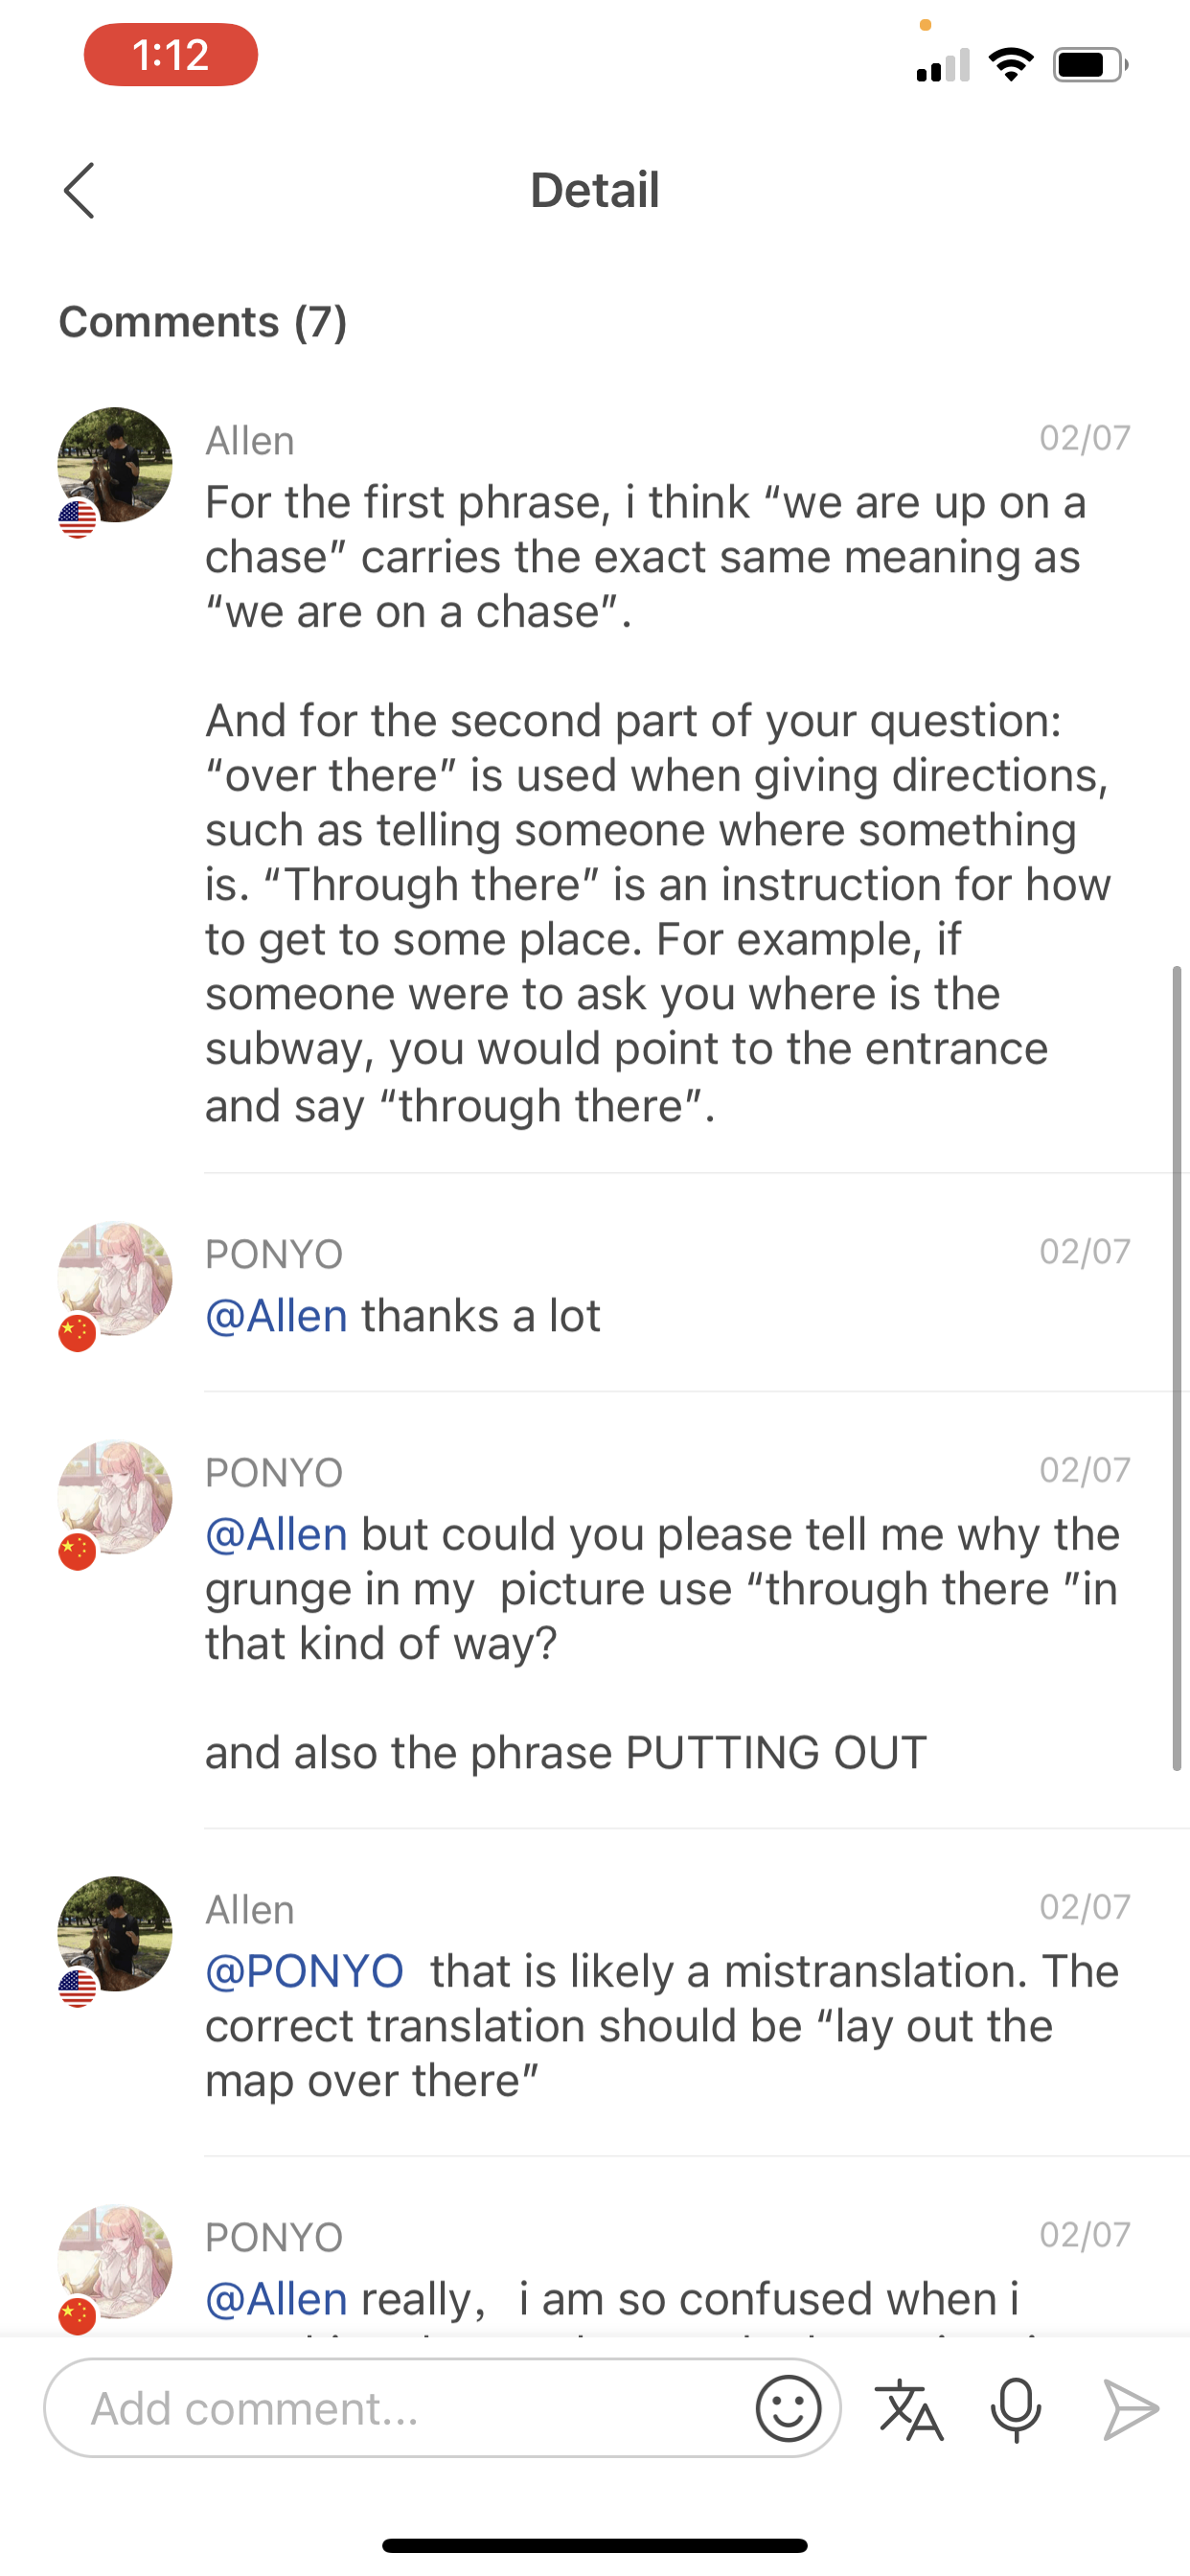 1:12
Detail
Comments (7)
Allen
02/07
For the first phrase, i think “we are up on a
chase” carries the exact same meaning as
“we are on a chase”.
And for the second part of your question:
“over there” is used when giving directions,
such as telling someone where something
is. “Through there” is an instruction for how
to get to some place. For example, if
someone were to ask you where is the
subway, you would point to the entrance
and say “through there”.
PONYO
02/07
@Allen thanks a lot
PONYO
02/07
@Allen but could you please tell me why the
grunge in my  picture use “through there ”in
that kind of way?
and also the phrase PUTTING OUT
Allen
02/07
@PONYO  that is likely a mistranslation. The
correct translation should be “lay out the
map over there”
PONYO
02/07
@Allen really， i am so confused when i
Add comment...